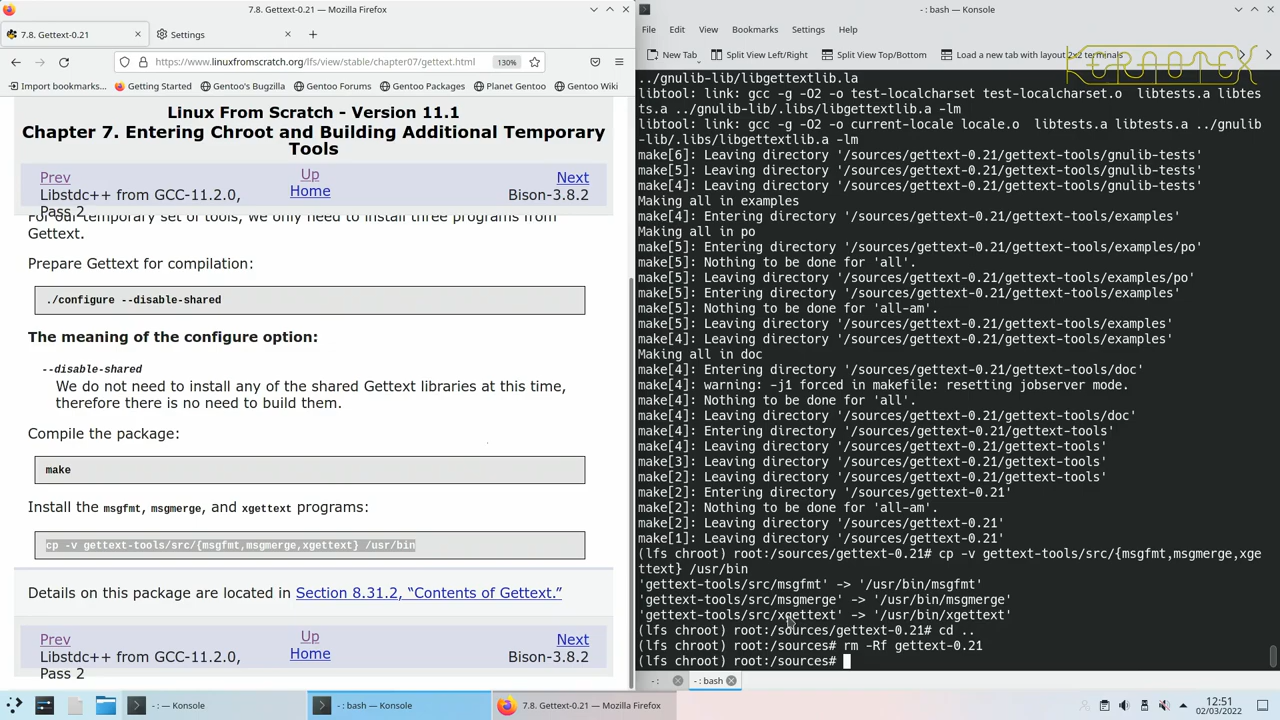 7.8. Gettext-0.21 — Mozilla Firefox
7.8. Gettext-0.21
Settings
https://www.linuxfromscratch.org/lfs/view/stable/chapter07/gettext.html
130%
Import bookmarks...
Getting Started
Gentoo's Bugzilla
Gentoo Forums
Gentoo Packages
Planet Gentoo
Gentoo Wiki
Linux From Scratch - Version 11.1
Chapter 7. Entering Chroot and Building Additional Temporary
Tools
Prev
Up
Next
Libstdc++ from GCC-11.2.0,
Home
Bison-3.8.2
Pass 2
For our temporary set of tools, we only need to install three programs from
Gettext.
Prepare Gettext for compilation:
./configure --disable-shared
The meaning of the configure option:
--disable-shared
We do not need to install any of the shared Gettext libraries at this time,
therefore there is no need to build them.
Compile the package:
make
Install the msgfmt, msgmerge, and xgettext programs:
cp -v gettext-tools/src/{msgfmt,msgmerge,xgettext} /usr/bin
Details on this package are located in Section 8.31.2, “Contents of Gettext.”
Prev
Up
Next
Libstdc++ from GCC-11.2.0,
Home
Bison-3.8.2
Pass 2
- : bash — Konsole
File Edit View Bookmarks Settings Help
New Tab
Split View Left/Right
Split View Top/Bottom
Load a new tab with layout 2x2 terminals
KERNOTEX
../gnulib-lib/libgettextlib.la
libtool: link: gcc -g -O2 -o test-localcharset test-localcharset.o  libtests.a libtes
ts.a ../gnulib-lib/.libs/libgettextlib.a -lm
libtool: link: gcc -g -O2 -o current-locale locale.o  libtests.a libtests.a ../gnulib
-lib/.libs/libgettextlib.a -lm
make[6]: Leaving directory '/sources/gettext-0.21/gettext-tools/gnulib-tests'
make[5]: Leaving directory '/sources/gettext-0.21/gettext-tools/gnulib-tests'
make[4]: Leaving directory '/sources/gettext-0.21/gettext-tools/gnulib-tests'
Making all in examples
make[4]: Entering directory '/sources/gettext-0.21/gettext-tools/examples'
Making all in po
make[5]: Entering directory '/sources/gettext-0.21/gettext-tools/examples/po'
make[5]: Nothing to be done for 'all'.
make[5]: Leaving directory '/sources/gettext-0.21/gettext-tools/examples/po'
make[5]: Entering directory '/sources/gettext-0.21/gettext-tools/examples'
make[5]: Nothing to be done for 'all-am'.
make[5]: Leaving directory '/sources/gettext-0.21/gettext-tools/examples'
make[4]: Leaving directory '/sources/gettext-0.21/gettext-tools/examples'
Making all in doc
make[4]: Entering directory '/sources/gettext-0.21/gettext-tools/doc'
make[4]: warning: -j1 forced in makefile: resetting jobserver mode.
make[4]: Nothing to be done for 'all'.
make[4]: Leaving directory '/sources/gettext-0.21/gettext-tools/doc'
make[4]: Entering directory '/sources/gettext-0.21/gettext-tools'
make[4]: Leaving directory '/sources/gettext-0.21/gettext-tools'
make[3]: Leaving directory '/sources/gettext-0.21/gettext-tools'
make[2]: Leaving directory '/sources/gettext-0.21/gettext-tools'
make[2]: Entering directory '/sources/gettext-0.21'
make[2]: Nothing to be done for 'all-am'.
make[2]: Leaving directory '/sources/gettext-0.21'
make[1]: Leaving directory '/sources/gettext-0.21'
(lfs chroot) root:/sources/gettext-0.21# cp -v gettext-tools/src/{msgfmt,msgmerge,xge
ttext} /usr/bin
'gettext-tools/src/msgfmt' -> '/usr/bin/msgfmt'
'gettext-tools/src/msgmerge' -> '/usr/bin/msgmerge'
'gettext-tools/src/xgettext' -> '/usr/bin/xgettext'
(lfs chroot) root:/sources/gettext-0.21# cd ..
(lfs chroot) root:/sources# rm -Rf gettext-0.21
(lfs chroot) root:/sources#
- :
- : bash
- : — Konsole
- : bash — Konsole
7.8. Gettext-0.21 — Mozilla Firefox
12:51
02/03/2022